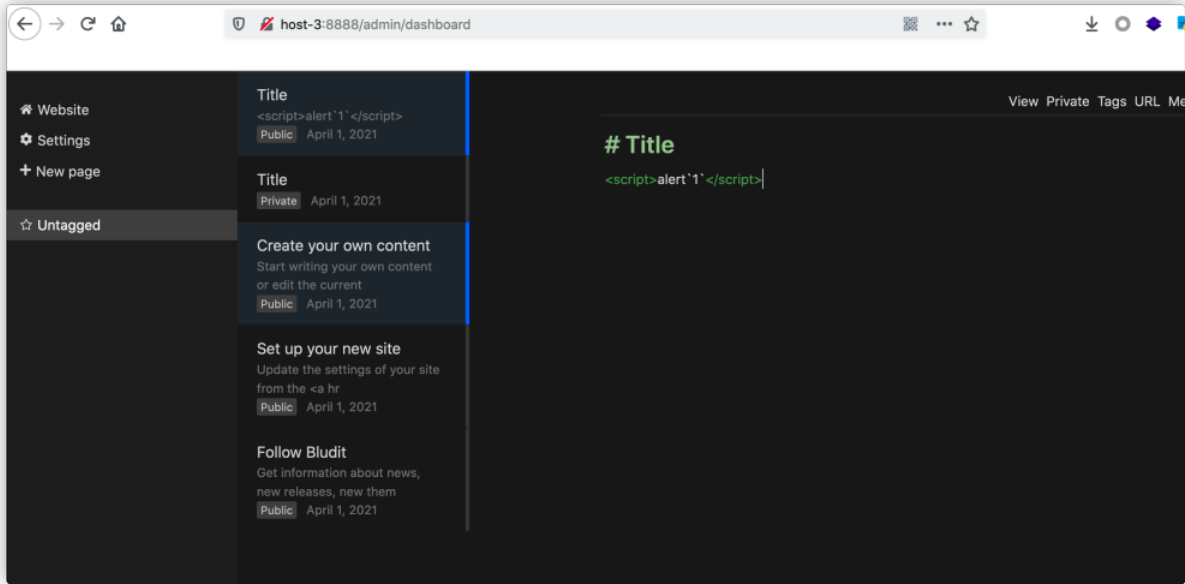 host-3:8888/admin/dashboard
Website
Settings
+ New page
Untagged
Title
<script>alert`1`</script>
Public April 1, 2021
Title
Private April 1, 2021
Create your own content
Start writing your own content
or edit the current
Public April 1, 2021
Set up your new site
Update the settings of your site
from the <a hr
Public April 1, 2021
Follow Bludit
Get information about news,
new releases, new them
Public April 1, 2021
View Private Tags URL Me
# Title
<script>alert`1`</script>